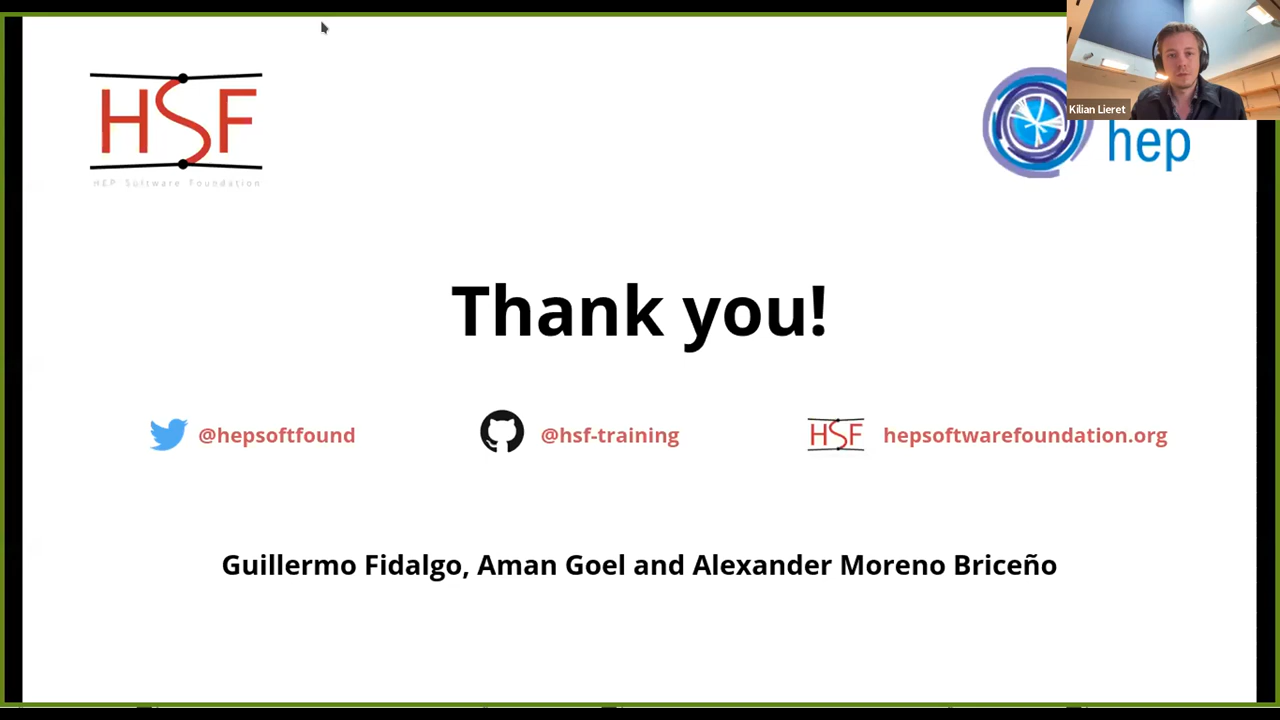 HSF
HEP Software Foundation
Kilian Lieret
hep
Thank you!
@hepsoftfound
@hsf-training
HSF
hepsoftwarefoundation.org
Guillermo Fidalgo, Aman Goel and Alexander Moreno Briceño